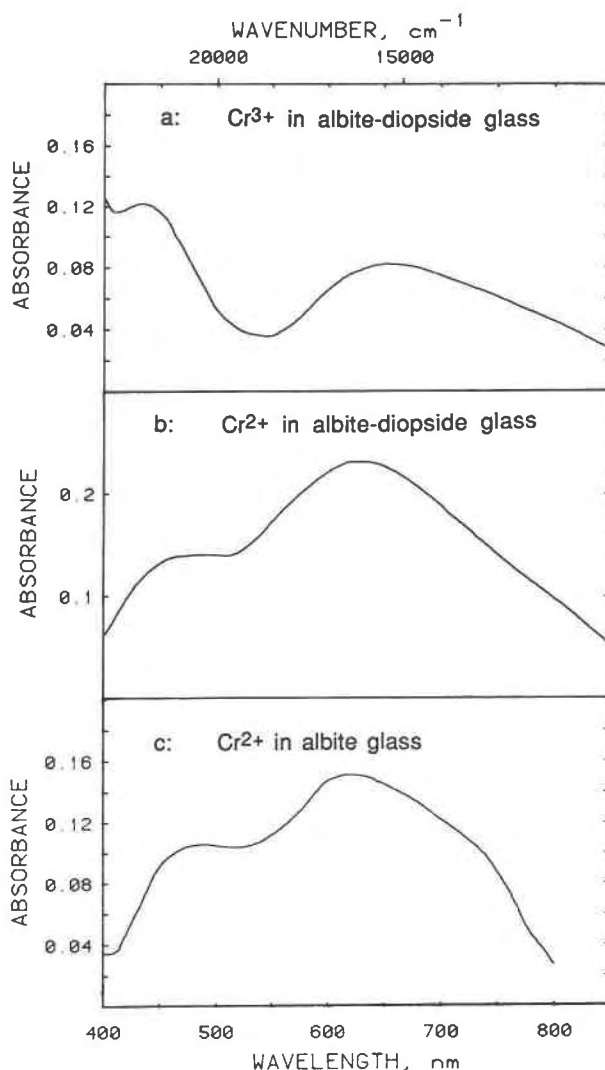 WAVENUMBER, cm⁻¹
20000 15000
a: Cr³⁺ in albite-diopside glass
0.16
0.12
0.08
0.04
ABSORBANCE
b: Cr²⁺ in albite-diopside glass
0.2
0.1
ABSORBANCE
c: Cr²⁺ in albite glass
0.16
0.12
0.08
0.04
ABSORBANCE
400 500 600 700 800
WAVELENGTH, nm